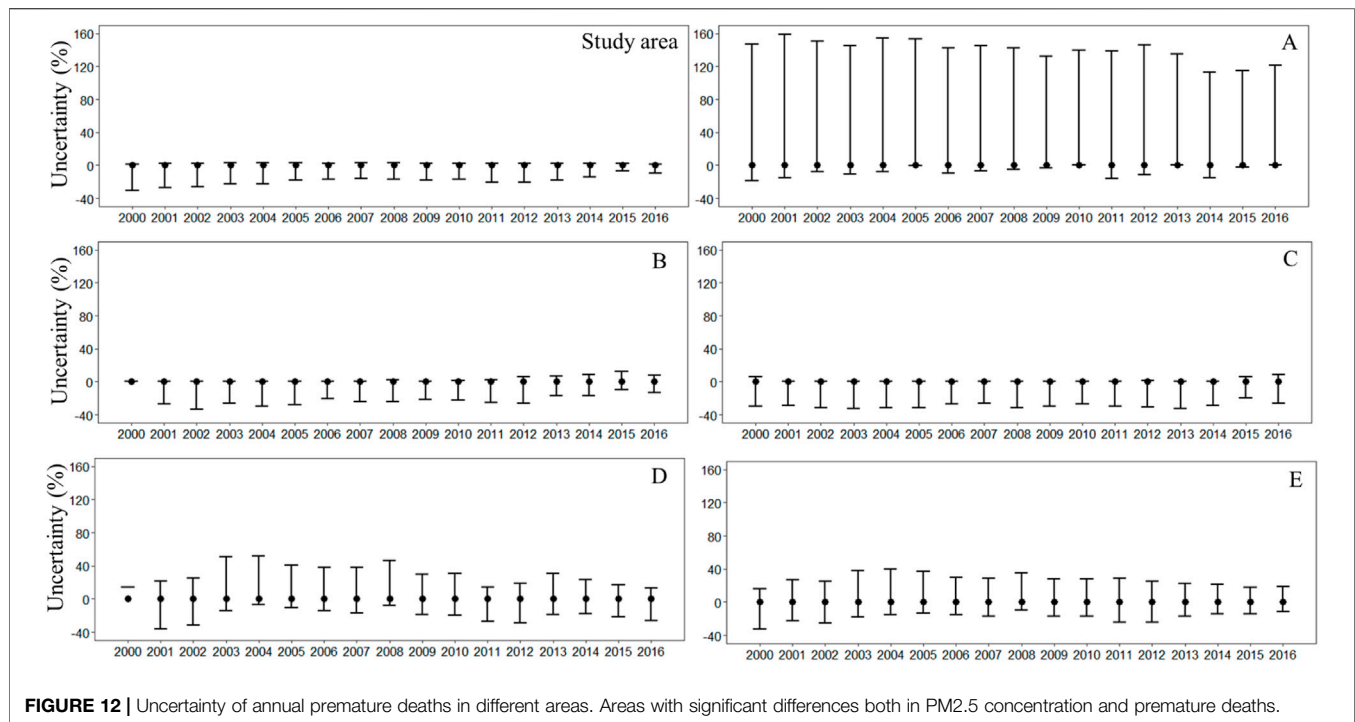 Study area
Uncertainty (%)
160
120
80
40
0
-40
2000 2001 2002 2003 2004 2005 2006 2007 2008 2009 2010 2011 2012 2013 2014 2015 2016
A
160
120
80
40
0
-40
2000 2001 2002 2003 2004 2005 2006 2007 2008 2009 2010 2011 2012 2013 2014 2015 2016
B
Uncertainty (%)
160
120
80
40
0
-40
2000 2001 2002 2003 2004 2005 2006 2007 2008 2009 2010 2011 2012 2013 2014 2015 2016
C
160
120
80
40
0
-40
2000 2001 2002 2003 2004 2005 2006 2007 2008 2009 2010 2011 2012 2013 2014 2015 2016
D
Uncertainty (%)
160
120
80
40
0
-40
2000 2001 2002 2003 2004 2005 2006 2007 2008 2009 2010 2011 2012 2013 2014 2015 2016
E
160
120
80
40
0
-40
2000 2001 2002 2003 2004 2005 2006 2007 2008 2009 2010 2011 2012 2013 2014 2015 2016
FIGURE 12 | Uncertainty of annual premature deaths in different areas. Areas with significant differences both in PM2.5 concentration and premature deaths.